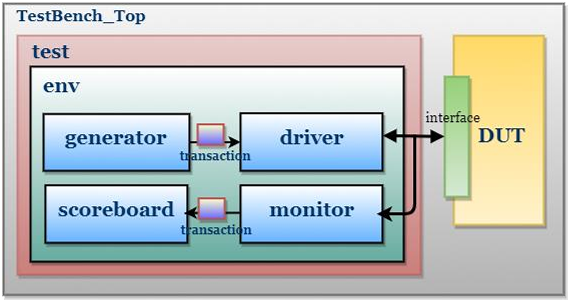 TestBench_Top
test
env
generator
transaction
driver
interface
DUT
scoreboard
transaction
monitor